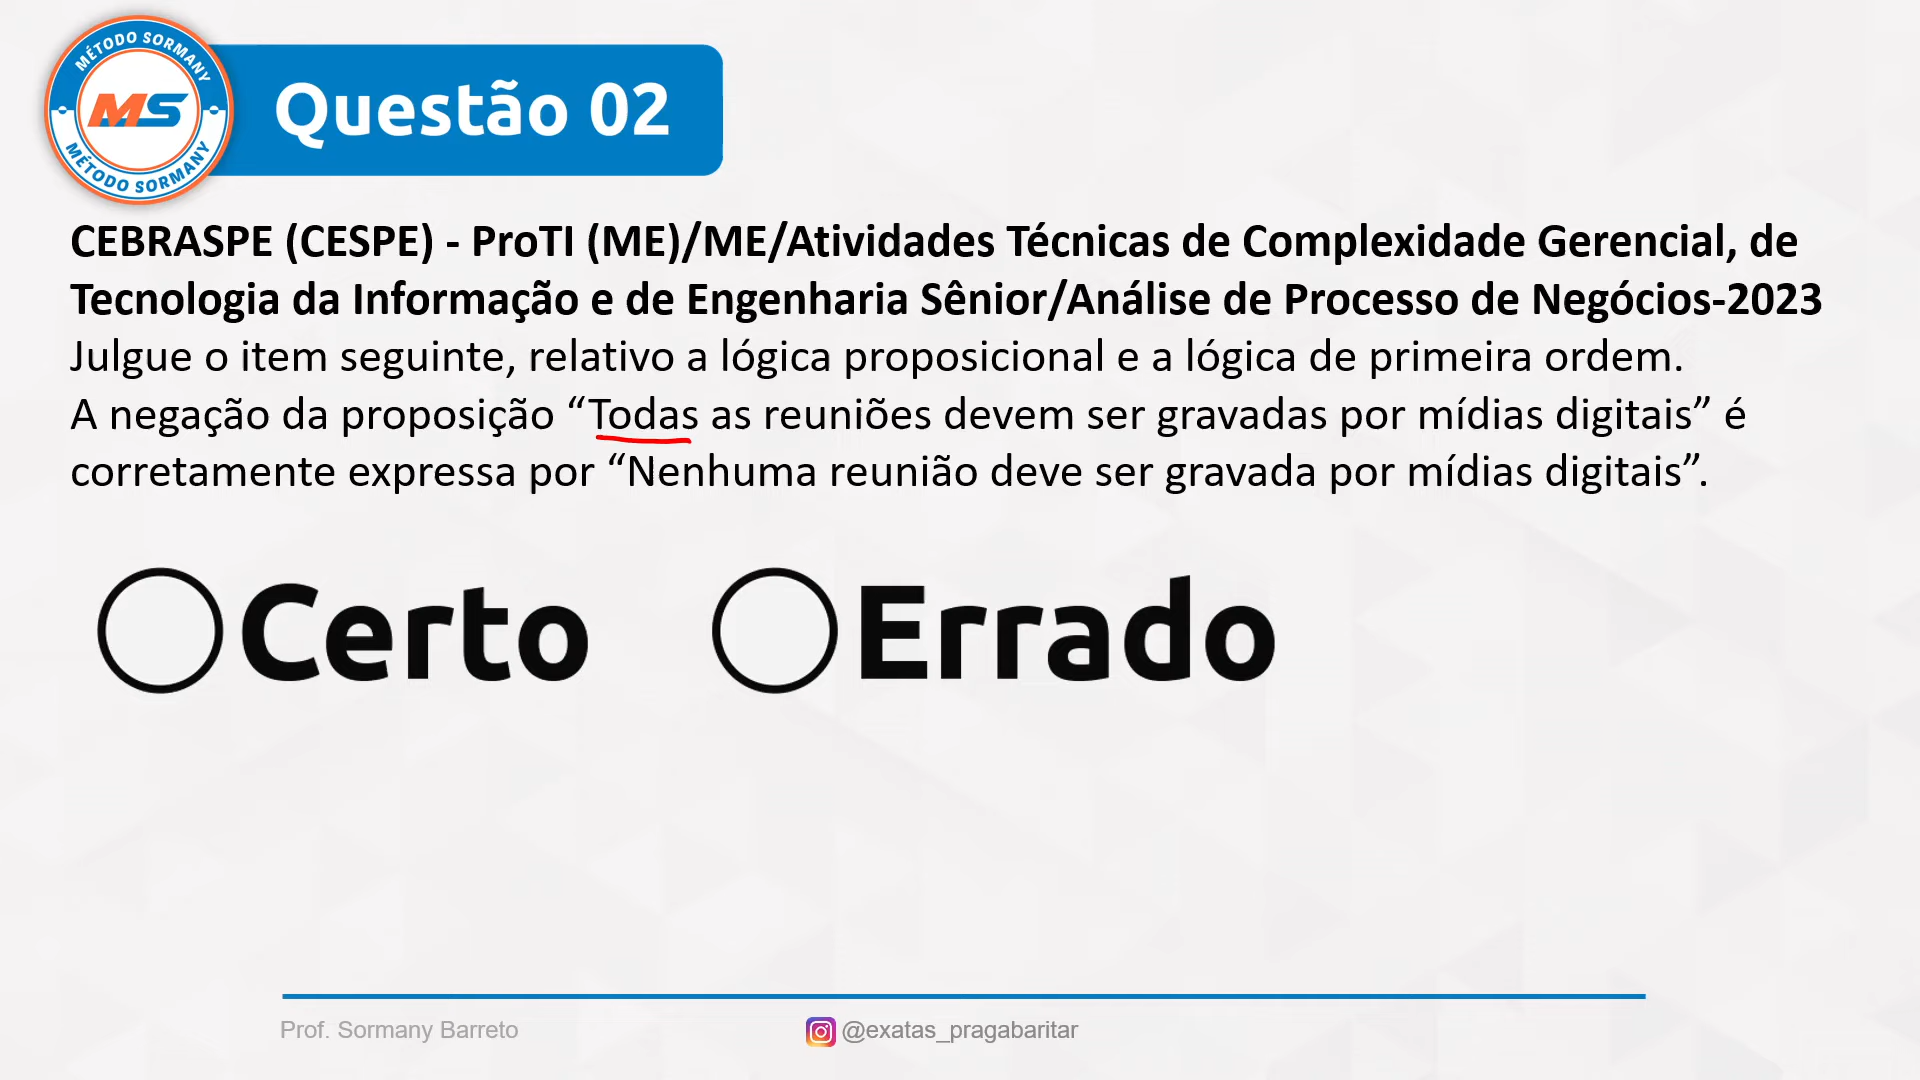 MÉTODO SORMANY
MS
MÉTODO SORMANY
Questão 02
CEBRASPE (CESPE) - ProTI (ME)/ME/Atividades Técnicas de Complexidade Gerencial, de
Tecnologia da Informação e de Engenharia Sênior/Análise de Processo de Negócios-2023
Julgue o item seguinte, relativo a lógica proposicional e a lógica de primeira ordem.
A negação da proposição “Todas as reuniões devem ser gravadas por mídias digitais” é
corretamente expressa por “Nenhuma reunião deve ser gravada por mídias digitais”.
Certo
Errado
Prof. Sormany Barreto
@exatas_pragabaritar